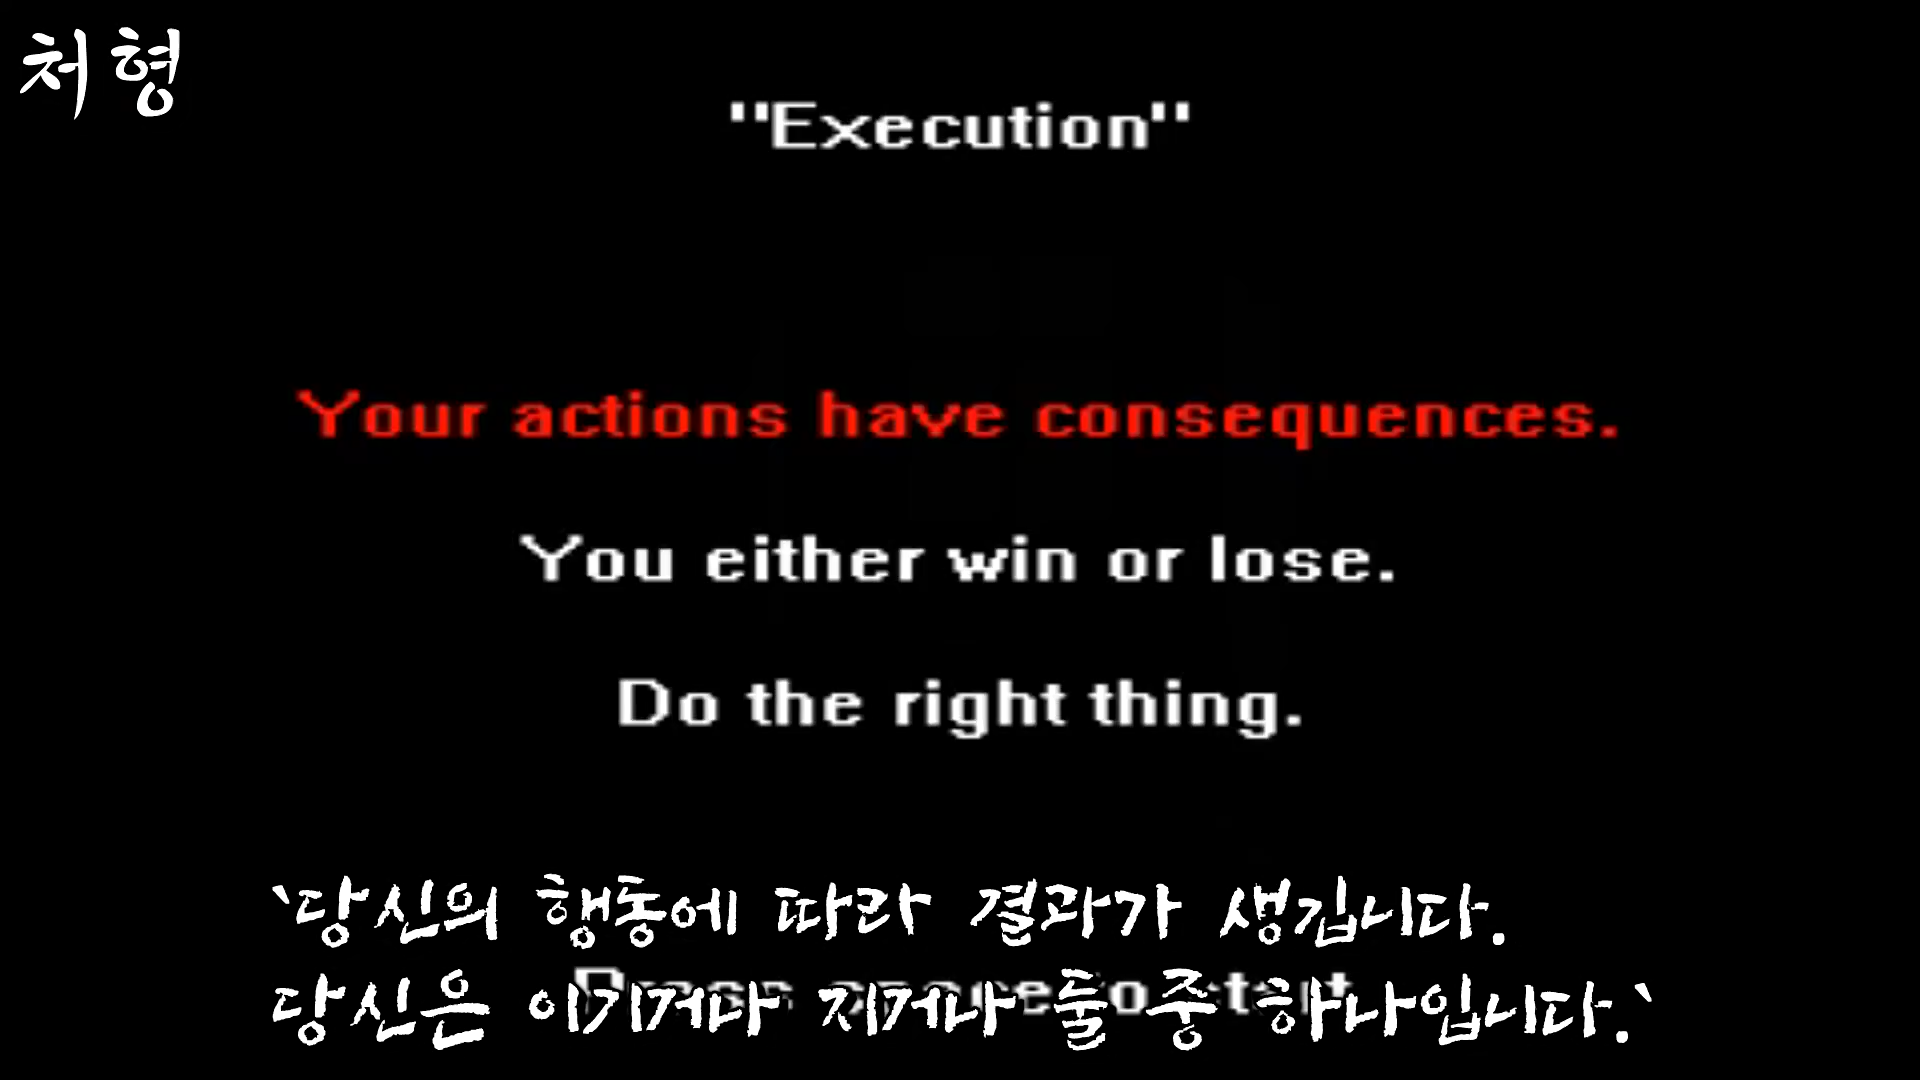 처형
"Execution"
Your actions have consequences.
You either win or lose.
Do the right thing.
`당신의 행동에 따라 결과가 생깁니다.
당신은 이기거나 지거나 둘 중 하나입니다.`